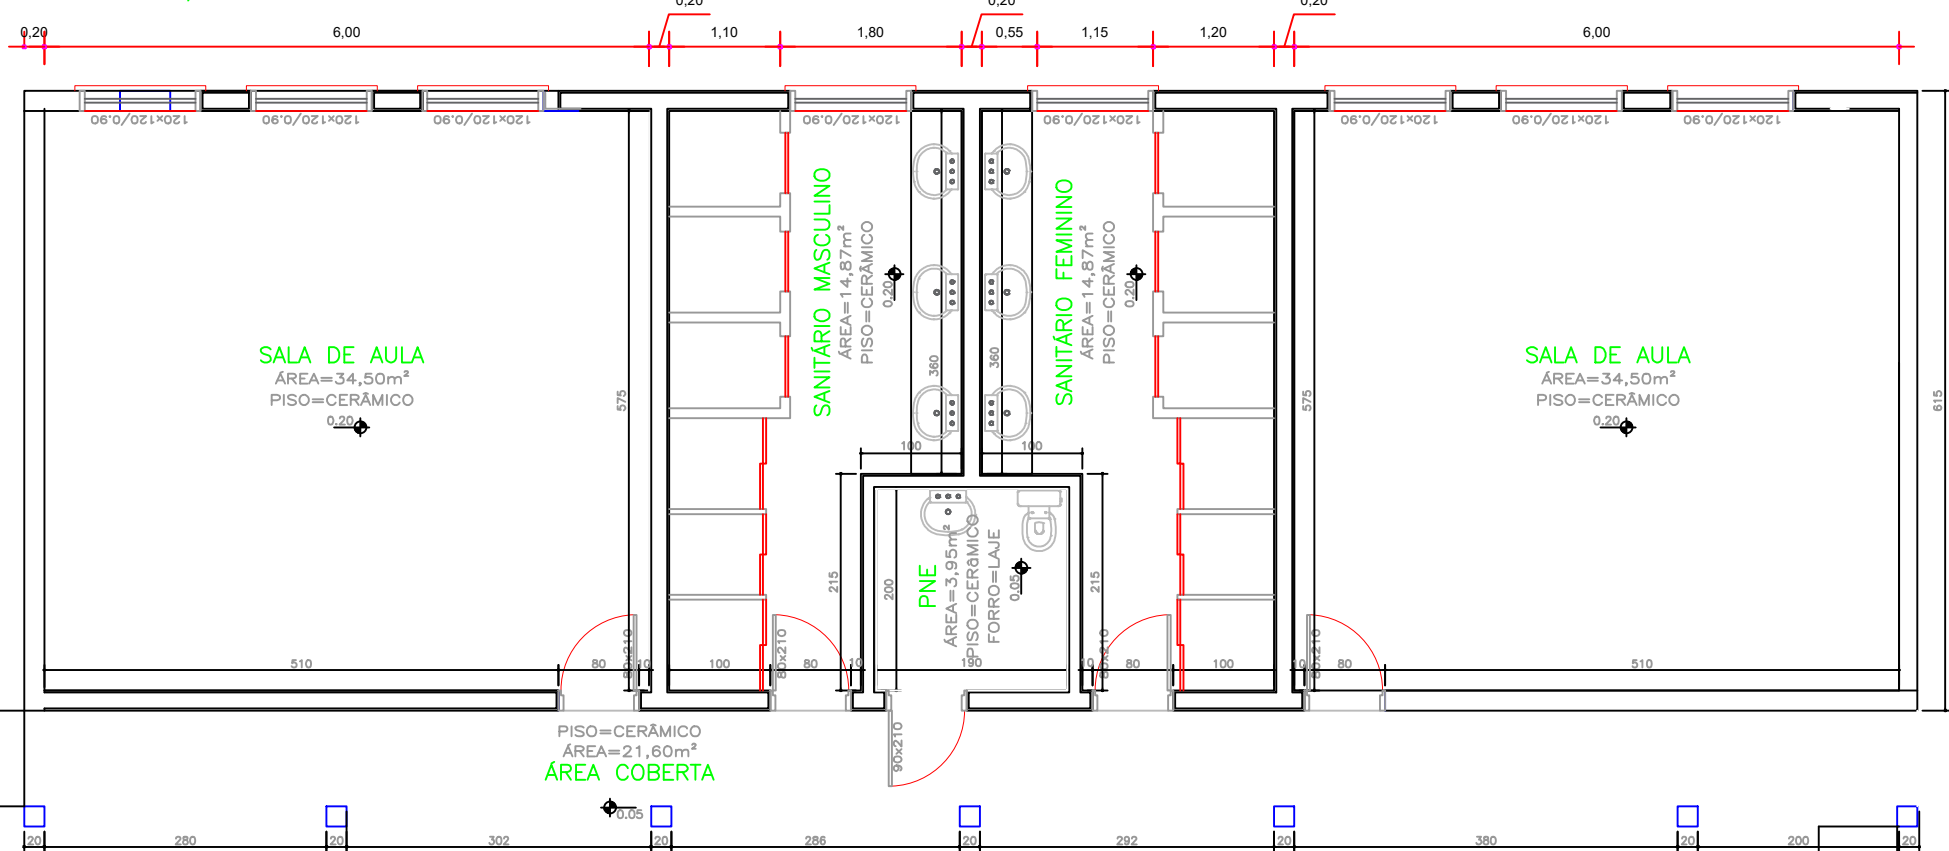 0,20 0,20 0,20
0,20 6,00 1,10 1,80 0,55 1,15 1,20 6,00
120x120/0.90 120x120/0.90 120x120/0.90 120x120/0.90 120x120/0.90 120x120/0.90 120x120/0.90 120x120/0.90
SALA DE AULA
ÁREA=34,50m²
PISO=CERÂMICO
0.20
575
SANITÁRIO MASCULINO
ÁREA=14,87m²
PISO=CERÂMICO
0.20
360
360
SANITÁRIO FEMININO
ÁREA=14,87m²
PISO=CERÂMICO
0.20
575
SALA DE AULA
ÁREA=34,50m²
PISO=CERÂMICO
0.20
615
100 100
215
200
PNE
ÁREA=3,95m²
PISO=CERâMICO
FORRO=LAJE
0.05
215
80x210 80x210 80x210 80x210
510 80 10 100 80 10 190 10 80 100 10 80 510
90x210
PISO=CERÂMICO
ÁREA=21,60m²
ÁREA COBERTA
0.05
20 280 20 302 20 286 20 292 20 380 20 200 20